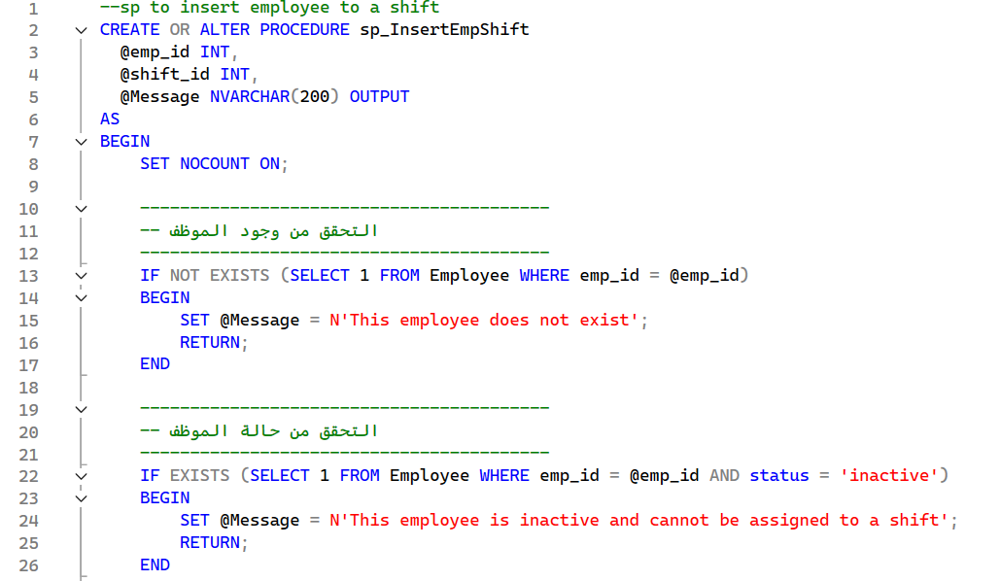 1 --sp to insert employee to a shift
2 CREATE OR ALTER PROCEDURE sp_InsertEmpShift
3 @emp_id INT,
4 @shift_id INT,
5 @Message NVARCHAR(200) OUTPUT
6 AS
7 BEGIN
8 SET NOCOUNT ON;
9
10 -----------------------------------------
11 -- التحقق من وجود الموظف
12 -----------------------------------------
13 IF NOT EXISTS (SELECT 1 FROM Employee WHERE emp_id = @emp_id)
14 BEGIN
15 SET @Message = N'This employee does not exist';
16 RETURN;
17 END
18
19 -----------------------------------------
20 -- التحقق من حالة الموظف
21 -----------------------------------------
22 IF EXISTS (SELECT 1 FROM Employee WHERE emp_id = @emp_id AND status = 'inactive')
23 BEGIN
24 SET @Message = N'This employee is inactive and cannot be assigned to a shift';
25 RETURN;
26 END